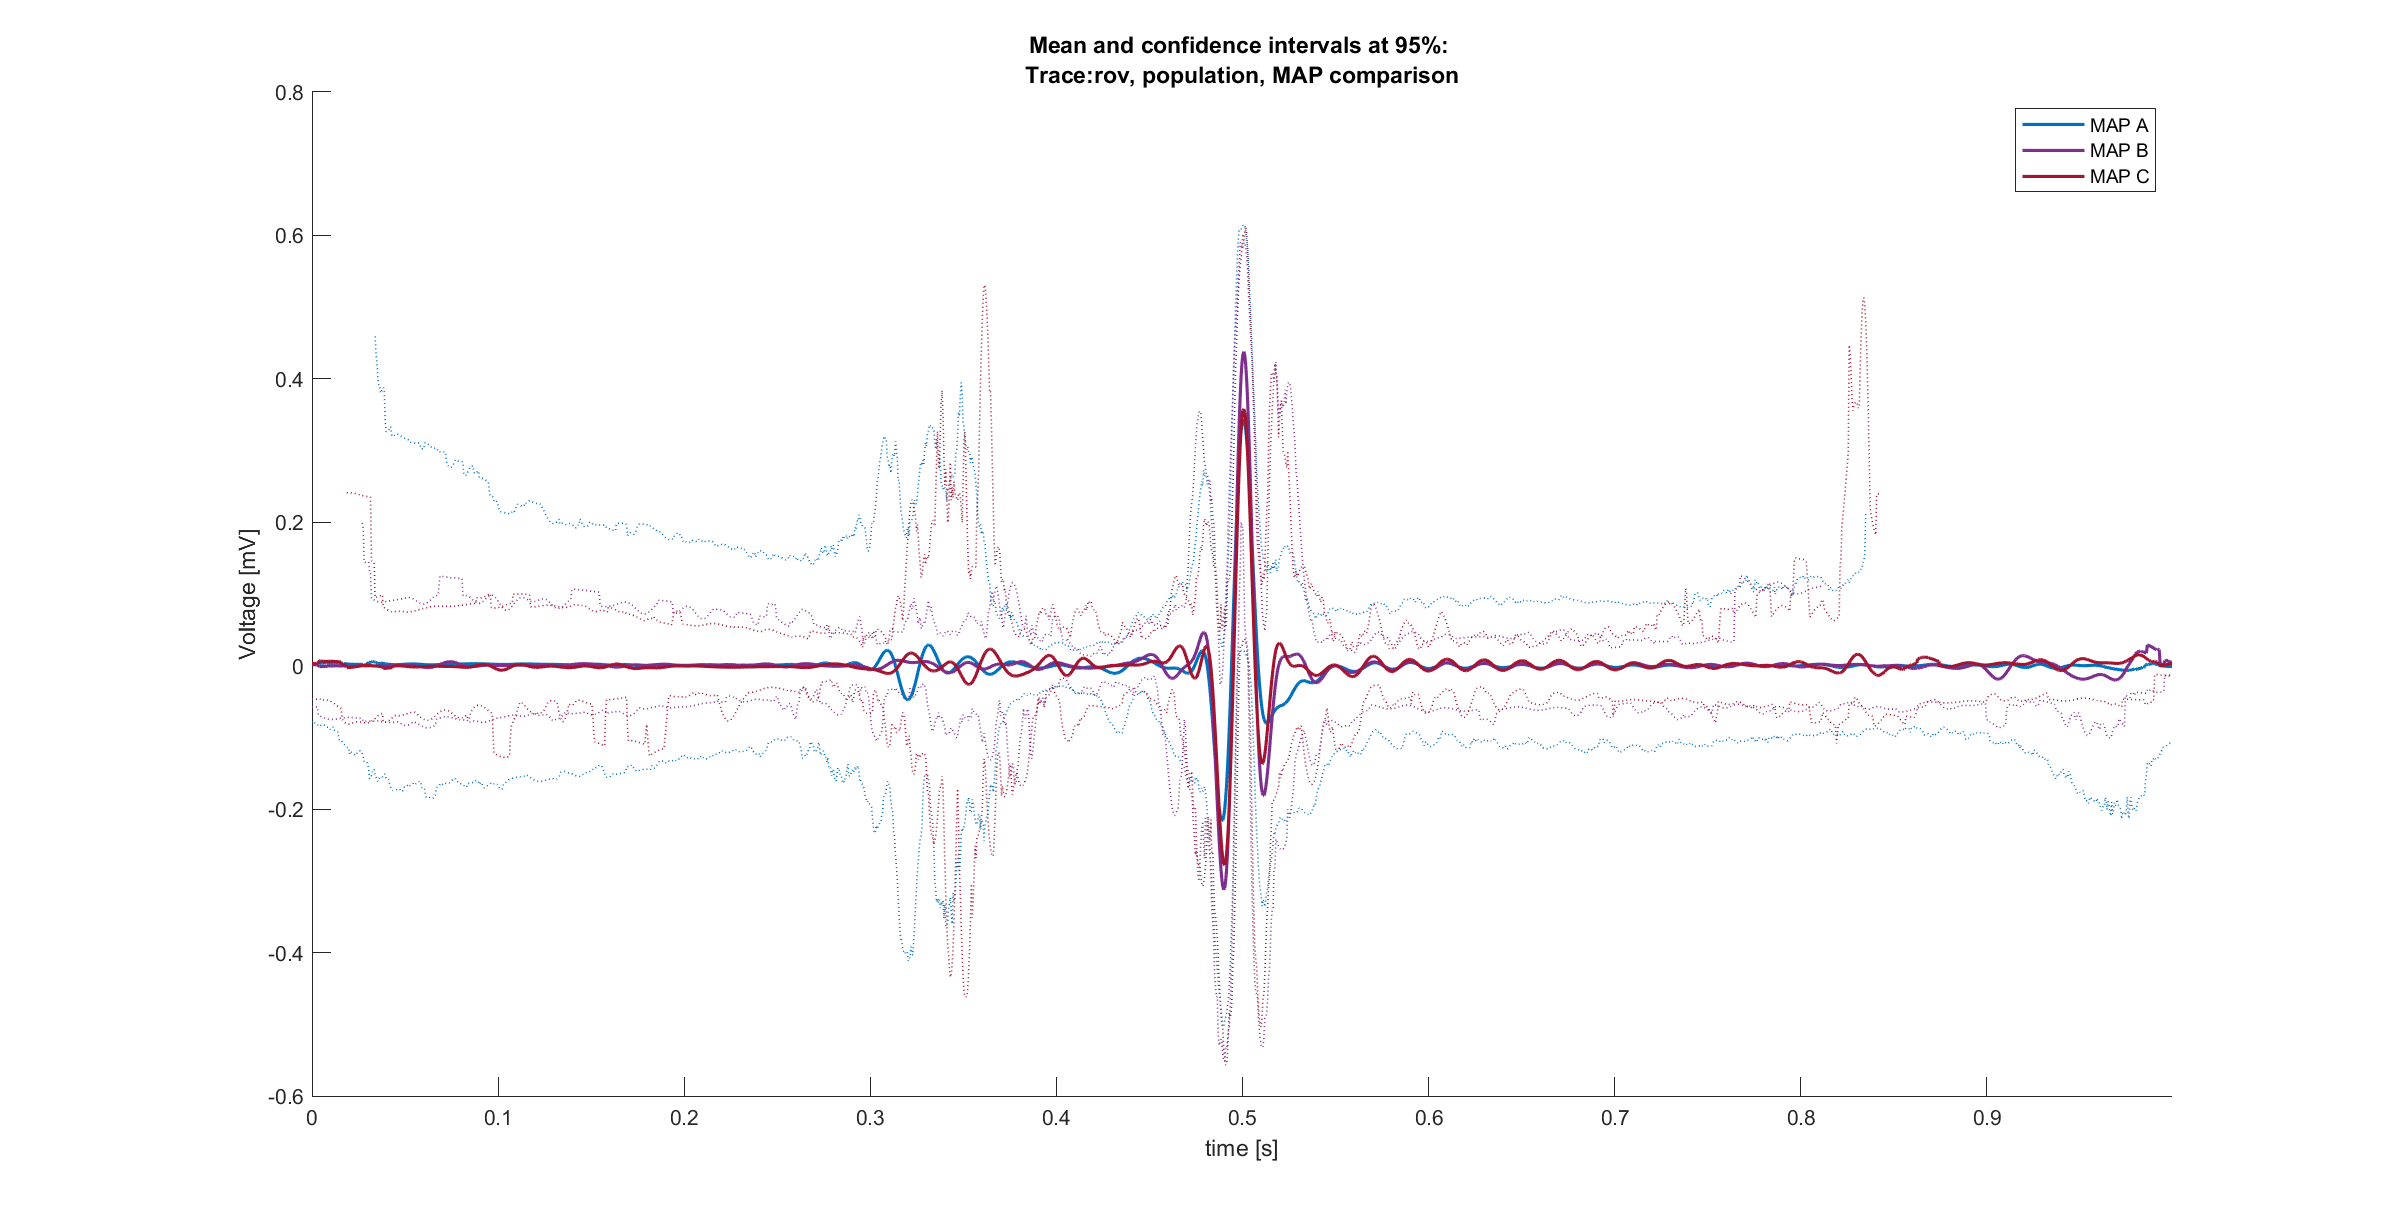 Mean and confidence intervals at 95%:
Trace:rov, population, MAP comparison
MAP A
MAP B
MAP C
Voltage [mV]
0.8
0.6
0.4
0.2
0
-0.2
-0.4
-0.6
0 0.1 0.2 0.3 0.4 0.5 0.6 0.7 0.8 0.9
time [s]